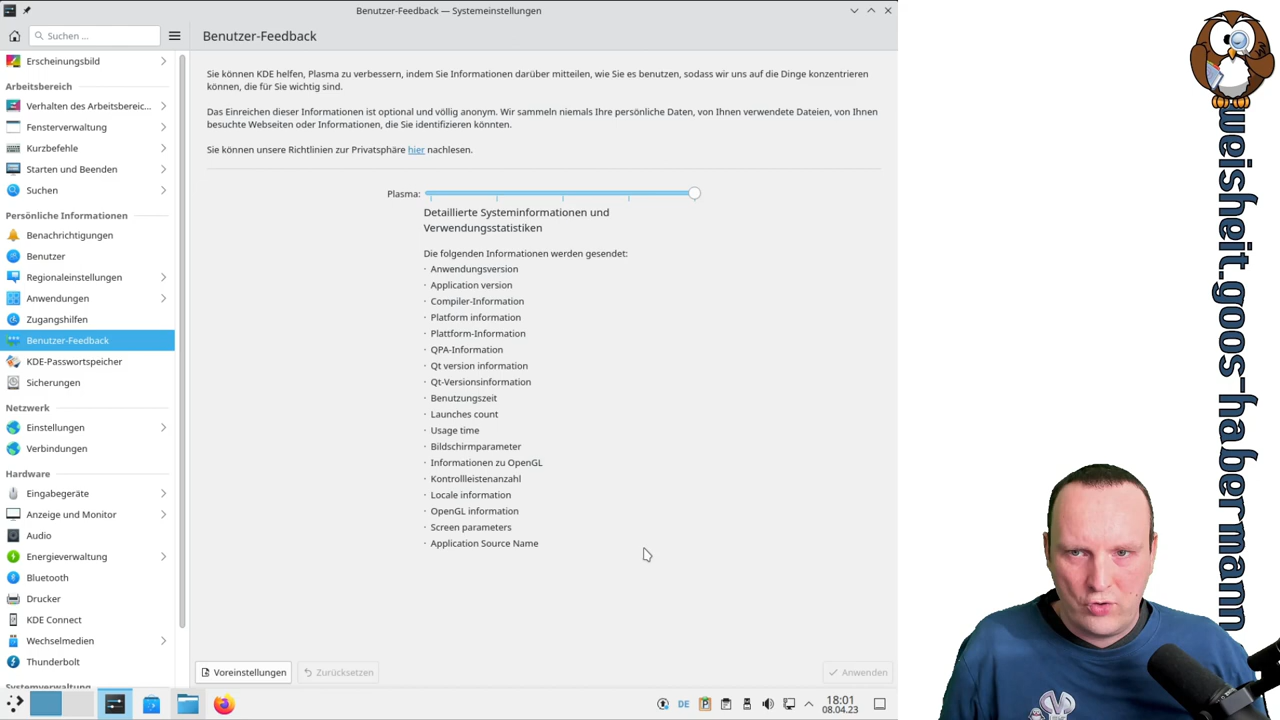 Benutzer-Feedback — Systemeinstellungen
Suchen ...
Benutzer-Feedback
Erscheinungsbild
Arbeitsbereich
Verhalten des Arbeitsbereic...
Fensterverwaltung
Kurzbefehle
Starten und Beenden
Suchen
Persönliche Informationen
Benachrichtigungen
Benutzer
Regionaleinstellungen
Anwendungen
Zugangshilfen
Benutzer-Feedback
KDE-Passwortspeicher
Sicherungen
Netzwerk
Einstellungen
Verbindungen
Hardware
Eingabegeräte
Anzeige und Monitor
Audio
Energieverwaltung
Bluetooth
Drucker
KDE Connect
Wechselmedien
Thunderbolt
Systemverwaltung
Sie können KDE helfen, Plasma zu verbessern, indem Sie Informationen darüber mitteilen, wie Sie es benutzen, sodass wir uns auf die Dinge konzentrieren
können, die für Sie wichtig sind.
Das Einreichen dieser Informationen ist optional und völlig anonym. Wir sammeln niemals Ihre persönliche Daten, von Ihnen verwendete Dateien, von Ihnen
besuchte Webseiten oder Informationen, die Sie identifizieren könnten.
Sie können unsere Richtlinien zur Privatsphäre hier nachlesen.
Plasma:
Detaillierte Systeminformationen und
Verwendungsstatistiken
Die folgenden Informationen werden gesendet:
· Anwendungsversion
· Application version
· Compiler-Information
· Platform information
· Plattform-Information
· QPA-Information
· Qt version information
· Qt-Versionsinformation
· Benutzungszeit
· Launches count
· Usage time
· Bildschirmparameter
· Informationen zu OpenGL
· Kontrollleistenanzahl
· Locale information
· OpenGL information
· Screen parameters
· Application Source Name
Voreinstellungen
Zurücksetzen
Anwenden
DE
18:01
08.04.23
weisheit.goos-habermann